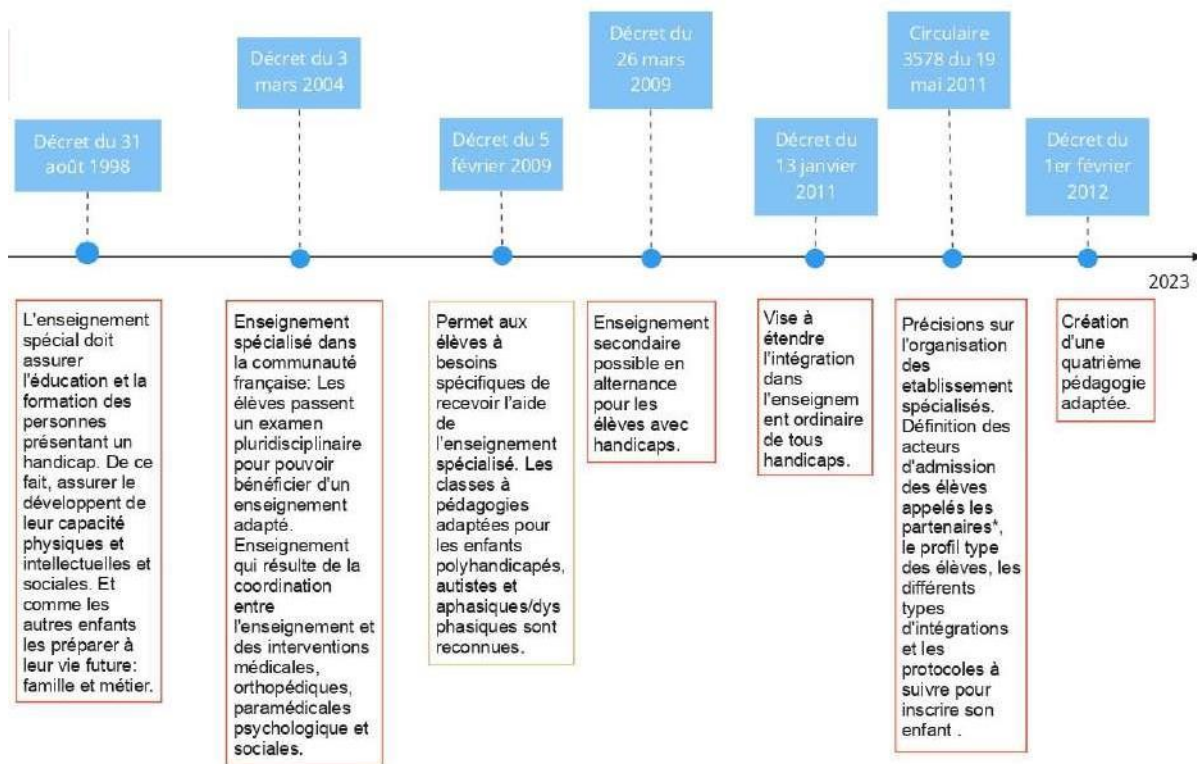 Décret du 31
août 1998
Décret du 3
mars 2004
Décret du 5
février 2009
Décret du
26 mars
2009
Décret du
13 janvier
2011
Circulaire
3578 du 19
mai 2011
Décret du
1er février
2012
2023
L'enseignement
spécial doit
assurer
l'éducation et la
formation des
personnes
présentant un
handicap. De ce
fait, assurer le
développent de
leur capacité
physiques et
intellectuelles et
sociales. Et
comme les
autres enfants
les préparer à
leur vie future:
famille et métier.
Enseignement
spécialisé dans
la communauté
française: Les
élèves passent
un examen
pluridisciplinaire
pour pouvoir
bénéficier d'un
enseignement
adapté.
Enseignement
qui résulte de la
coordination
entre
l'enseignement et
des interventions
médicales,
orthopédiques,
paramédicales
psychologique et
sociales.
Permet aux
élèves à
besoins
spécifiques de
recevoir l'aide
de
l'enseignement
spécialisé. Les
classes à
pédagogies
adaptées pour
les enfants
polyhandicapés,
autistes et
aphasiques/dys
phasiques sont
reconnues.
Enseignement
secondaire
possible en
alternance
pour les
élèves avec
handicaps.
Vise à
étendre
l'intégration
dans
l'enseignem
ent ordinaire
de tous
handicaps.
Précisions sur
l'organisation
des
etablissement
spécialisés.
Définition des
acteurs
d'admission
des élèves
appelés les
partenaires*,
le profil type
des élèves, les
différents
types
d'intégrations
et les
protocoles à
suivre pour
inscrire son
enfant .
Création
d'une
quatrième
pédagogie
adaptée.